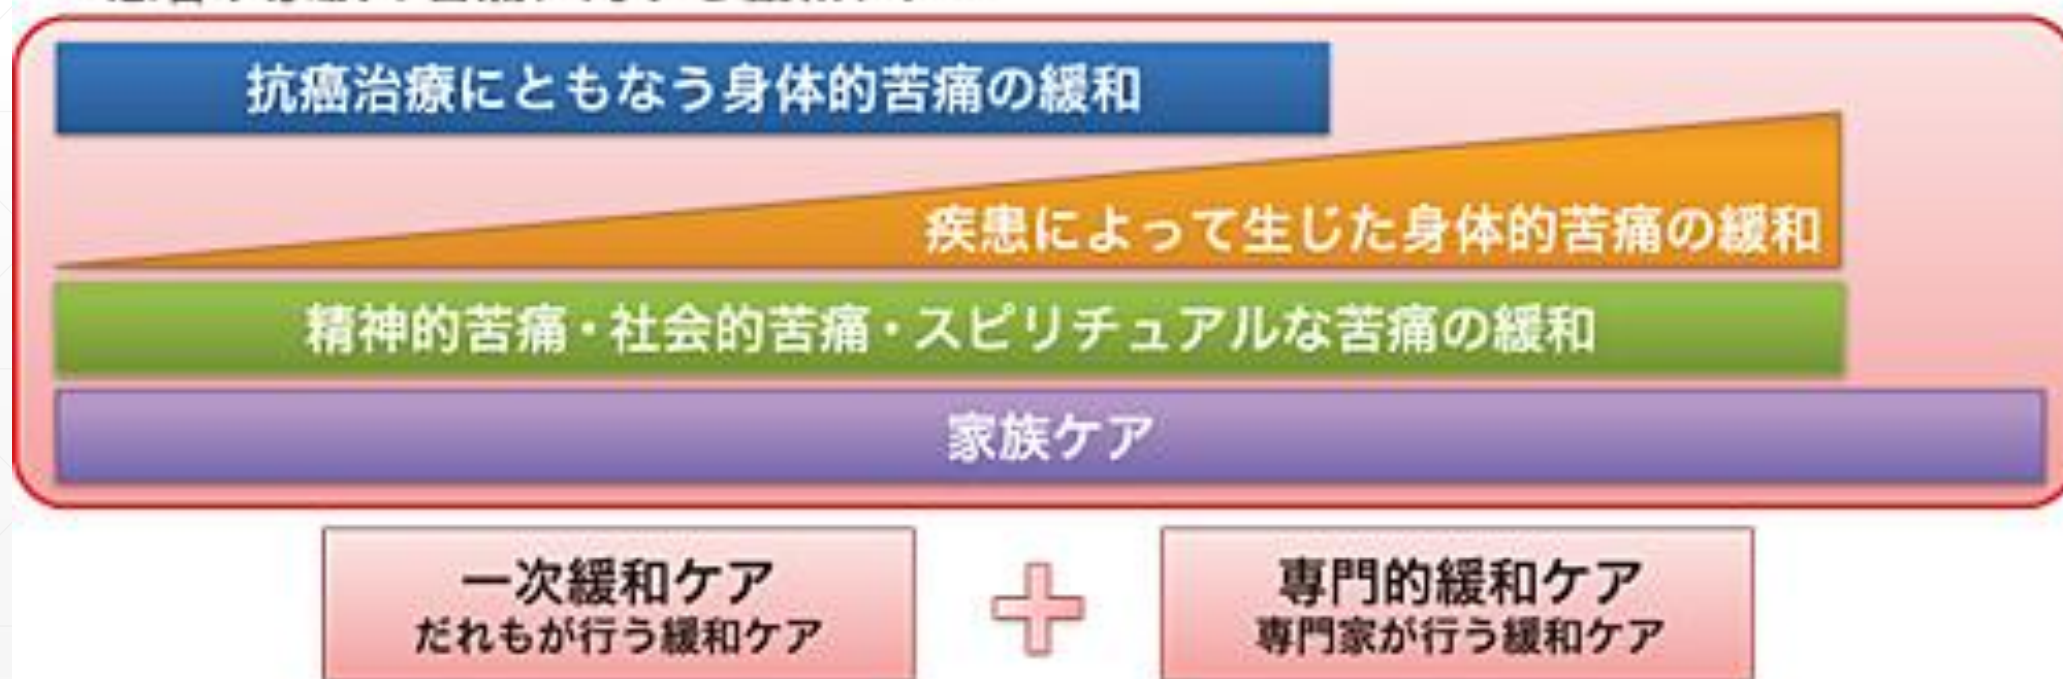 抗癌治療にともなう身体的苦痛の緩和
疾患によって生じた身体的苦痛の緩和
精神的苦痛・社会的苦痛・スピリチュアルな苦痛の緩和
家族ケア
一次緩和ケア
だれもが行う緩和ケア
専門的緩和ケア
専門家が行う緩和ケア